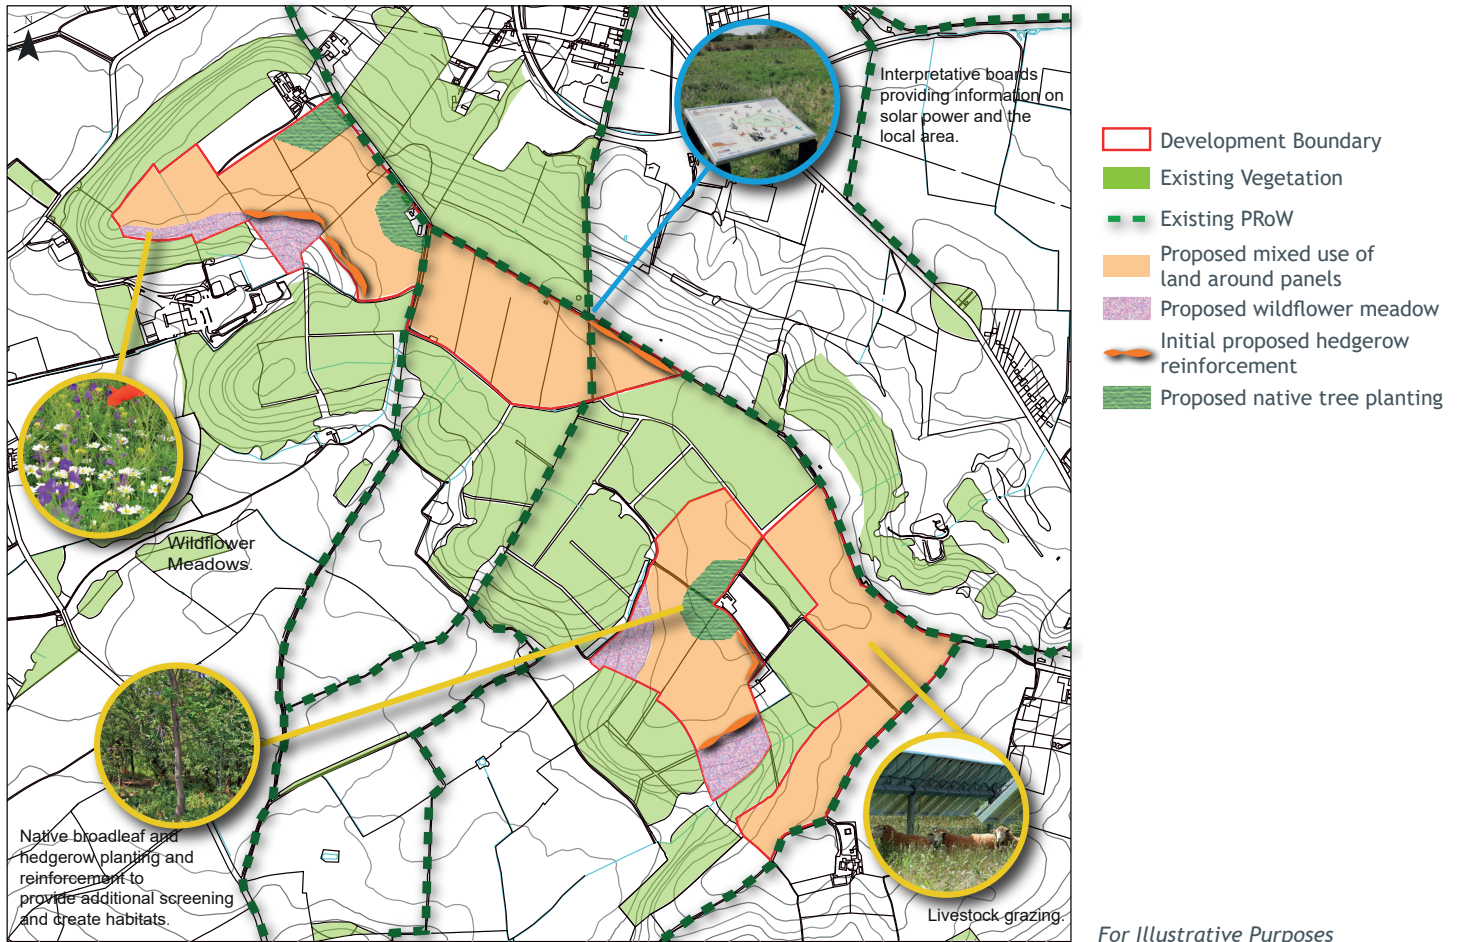 N
Interpretative boards
providing information on
solar power and the
local area.
Wildflower
Meadows.
Native broadleaf and
hedgerow planting and
reinforcement to
provide additional screening
and create habitats.
Livestock grazing.
Development Boundary
Existing Vegetation
Existing PRoW
Proposed mixed use of
land around panels
Proposed wildflower meadow
Initial proposed hedgerow
reinforcement
Proposed native tree planting
For Illustrative Purposes